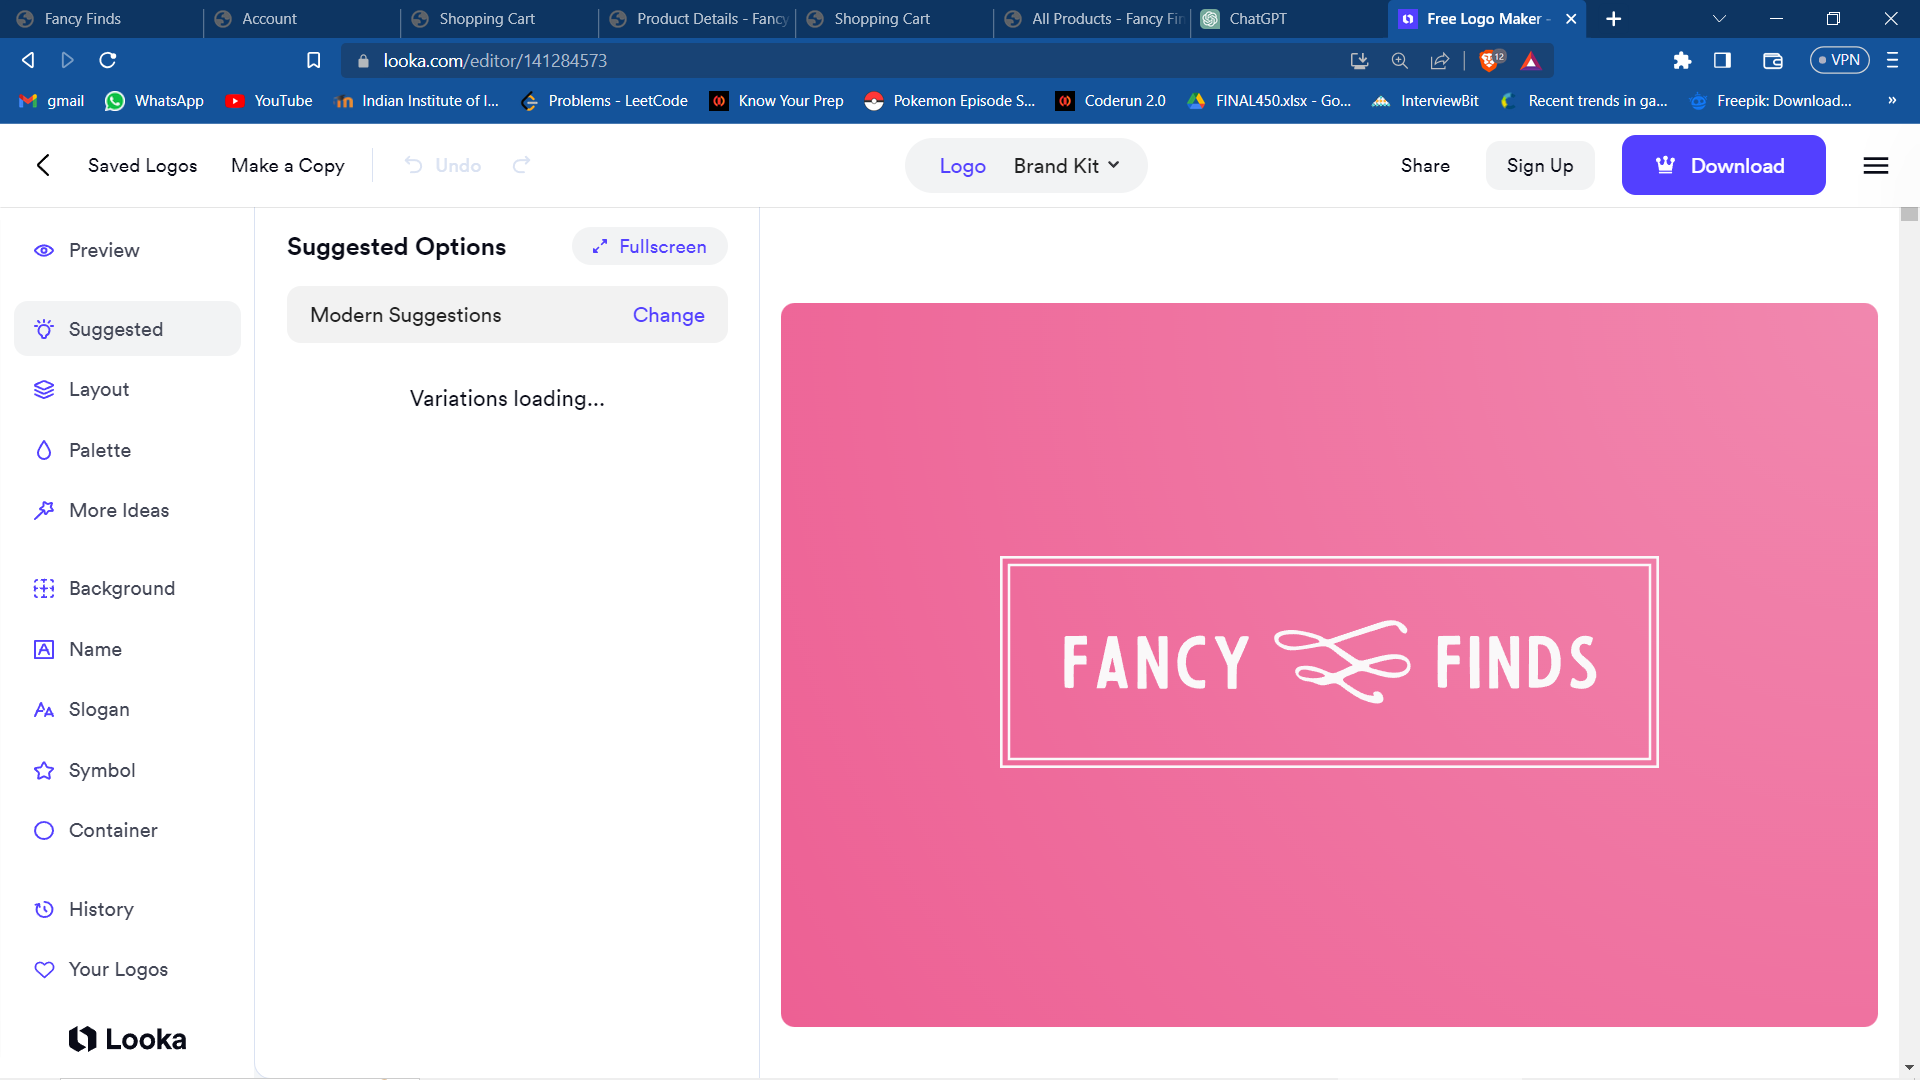 Fancy Finds
Account
Shopping Cart
Product Details - Fancy
Shopping Cart
All Products - Fancy Fin
ChatGPT
Free Logo Maker -
looka.com/editor/141284573
12
VPN
gmail
WhatsApp
YouTube
Indian Institute of I...
Problems - LeetCode
Know Your Prep
Pokemon Episode S...
Coderun 2.0
FINAL450.xlsx - Go...
InterviewBit
Recent trends in ga...
Freepik: Download...
»
Saved Logos
Make a Copy
Undo
Logo
Brand Kit
Share
Sign Up
Download
Preview
Suggested
Layout
Palette
More Ideas
Background
Name
Slogan
Symbol
Container
History
Your Logos
Looka
Suggested Options
Fullscreen
Modern Suggestions
Change
Variations loading...
FANCY FINDS